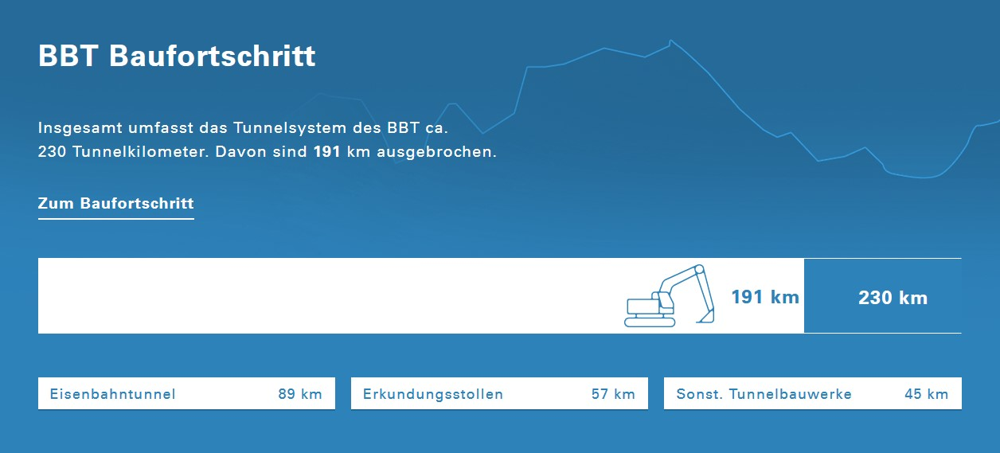 BBT Baufortschritt
Insgesamt umfasst das Tunnelsystem des BBT ca.
230 Tunnelkilometer. Davon sind 191 km ausgebrochen.
Zum Baufortschritt
191 km
230 km
Eisenbahntunnel 89 km
Erkundungsstollen 57 km
Sonst. Tunnelbauwerke 45 km